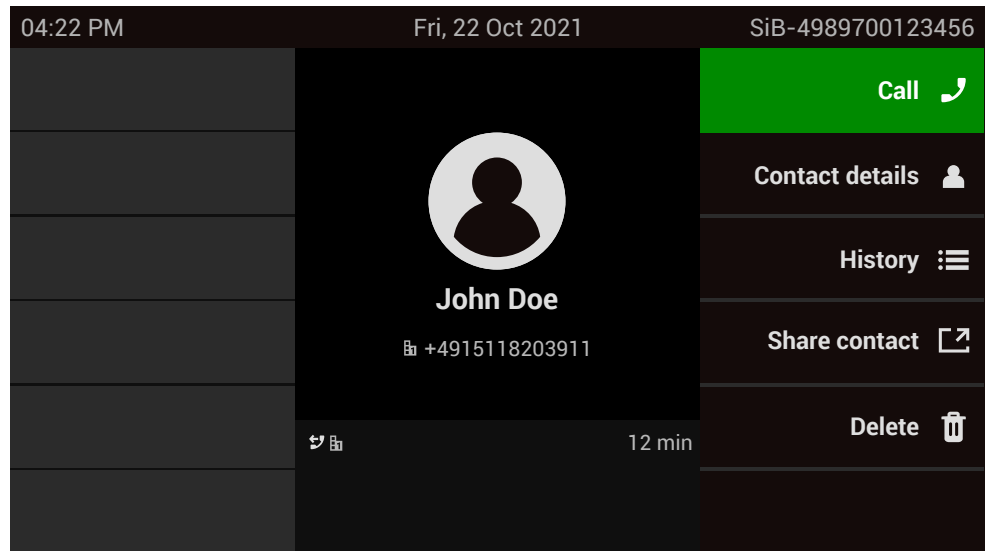 04:22 PM Fri, 22 Oct 2021 SiB-4989700123456
Call
Contact details
History
Share contact
Delete
John Doe
+4915118203911
12 min